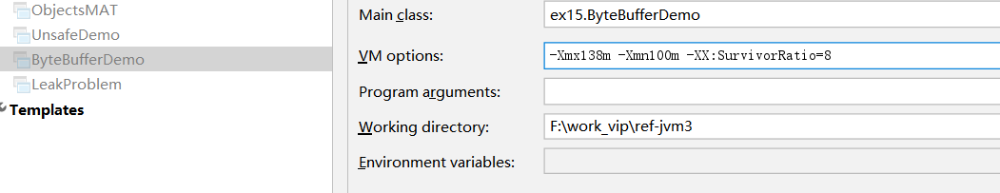 ObjectsMAT
UnsafeDemo
ByteBufferDemo
LeakProblem
Templates
Main class: ex15.ByteBufferDemo
VM options: -Xmx138m -Xmn100m -XX:SurvivorRatio=8
Program arguments:
Working directory: F:\work_vip\ref-jvm3
Environment variables: